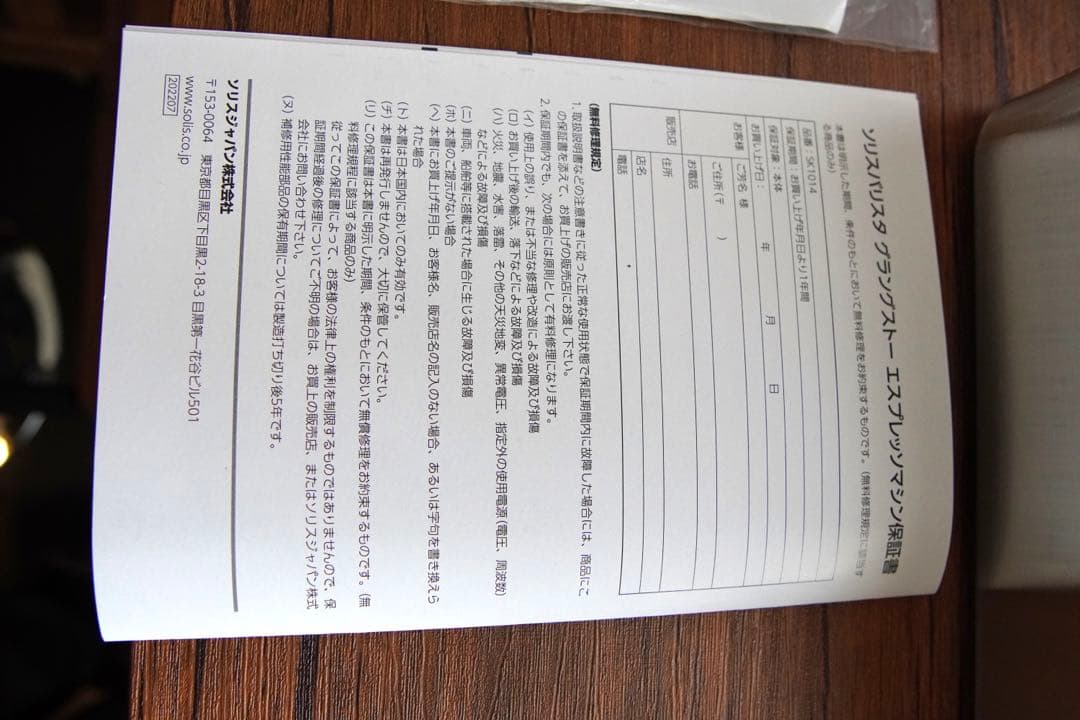 ソリスバリスタ グラングストー エスプレッソマシン保証書
本書は明示した期間、条件のもとにおいて無料修理をお約束するものです。(無料修理規定に該当す
る商品のみ)
品番：SK1014
保証期間：お買い上げ年月日より1年間
保証対象：本体
お買い上げ日： 年 月 日
お客様 ご芳名 様
ご住所 (〒 )
お電話
販売店 住所
店名
電話
(無料修理規定)
1. 取扱説明書などの注意書きに従った正常な使用状態で保証期間内に故障した場合には、商品にこ
の保証書を添えて、お買上げの販売店にお渡し下さい。
2. 保証期間内でも、次の場合には原則として有料修理になります。
(イ) 使用上の誤り、または不当な修理や改造による故障及び損傷
(ロ) お買い上げ後の輸送、落下などによる故障及び損傷
(ハ) 火災、地震、水害、落雷、その他の天災地変、異常電圧、指定外の使用電源 (電圧、周波数)
などによる故障及び損傷
(ニ) 車両、船舶等に搭載された場合に生じる故障及び損傷
(ホ) 本書のご提示がない場合
(ヘ) 本書にお買上げ年月日、お客様名、販売店名の記入のない場合、あるいは字句を書き換えら
れた場合
(ト) 本書は日本国内においてのみ有効です。
(チ) 本書は再発行しませんので、大切に保管してください。
(リ) この保証書は本書に明示した期間、条件のもとにおいて無償修理をお約束するものです。(無
料修理規程に該当する商品のみ)
従ってこの保証書によって、お客様の法律上の権利を制限するものではありませんので、保
証期間経過後の修理についてご不明の場合は、お買上の販売店、またはソリスジャパン株式
会社にお問い合わせ下さい。
(ヌ) 補修用性能部品の保有期間については製造打ち切り後5年です。
ソリスジャパン株式会社
〒153-0064 東京都目黒区下目黒2-18-3 目黒第一花谷ビル501
www.solis.co.jp
202207